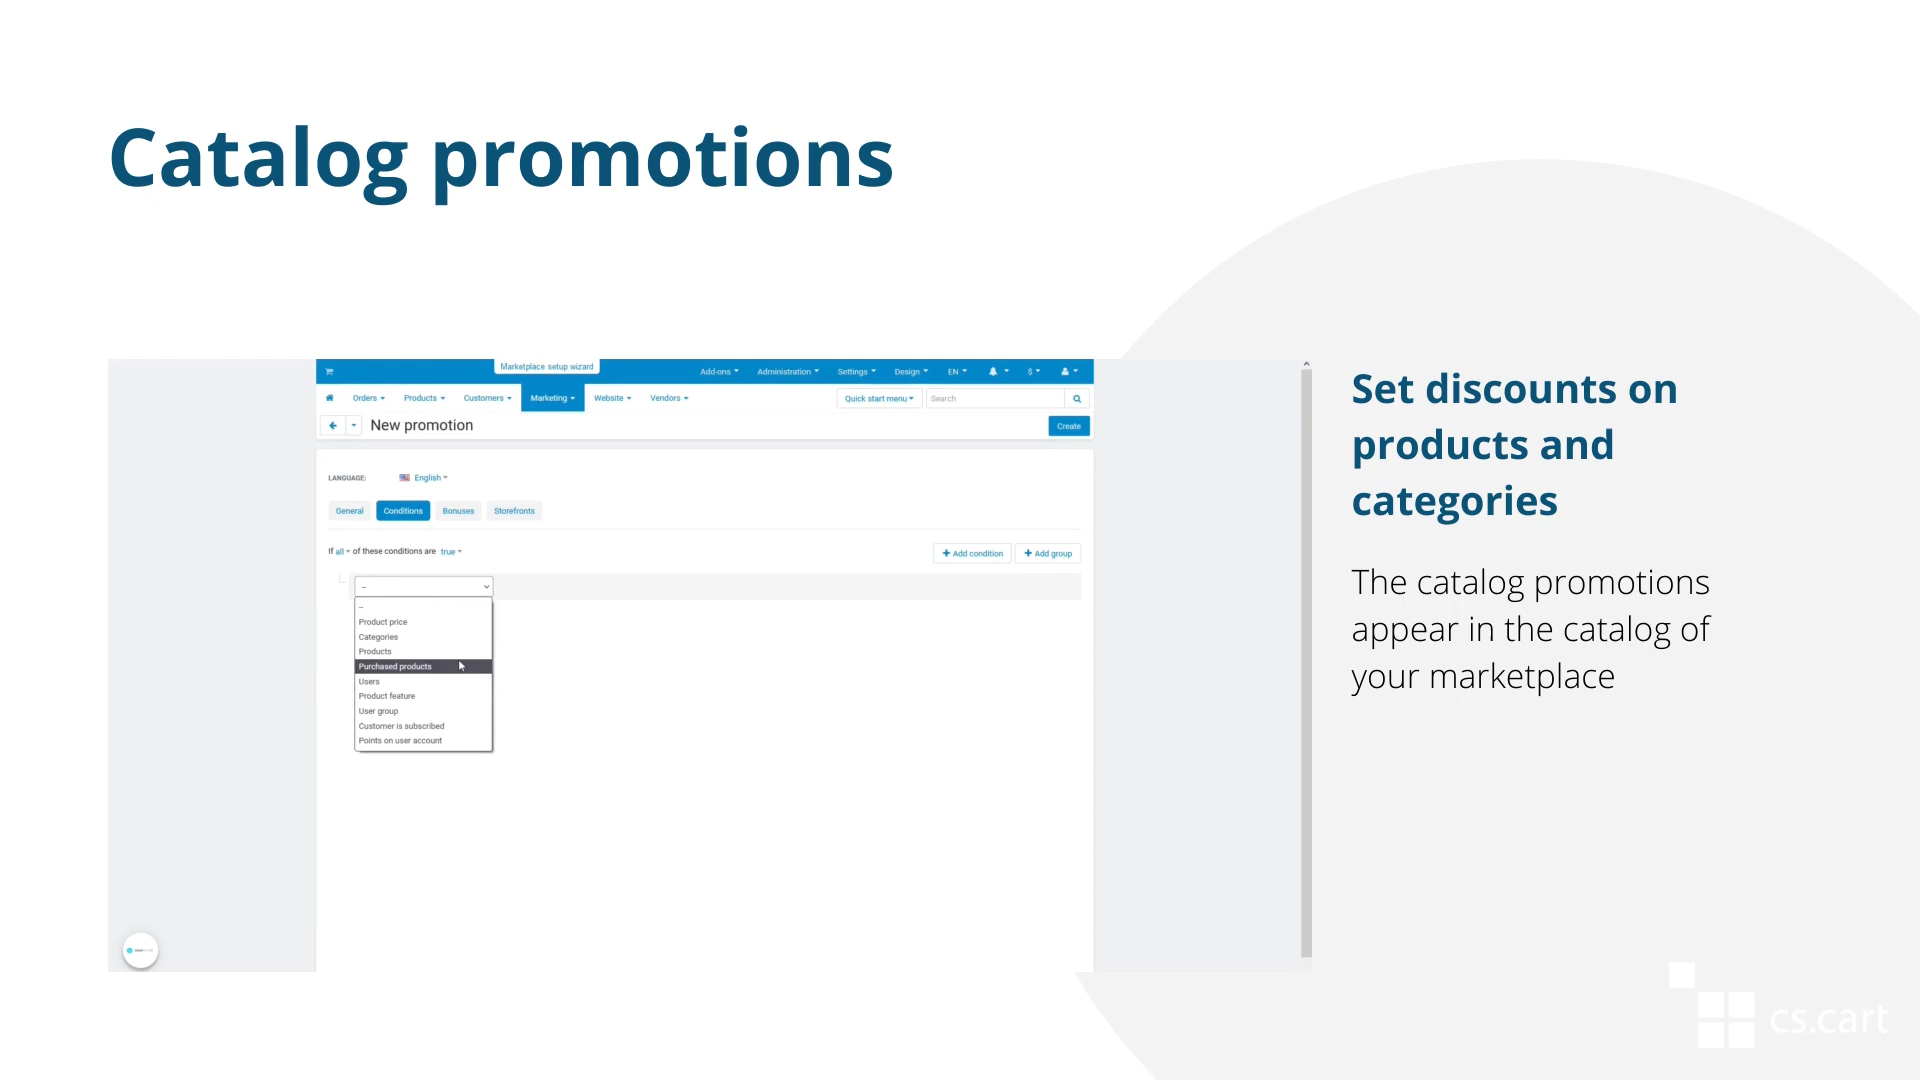 Catalog promotions
Marketplace setup wizard
Add-ons Administration Settings Design EN $
Orders Products Customers Marketing Website Vendors Quick start menu Search
New promotion Create
LANGUAGE: English
General Conditions Bonuses Storefronts
If all of these conditions are true + Add condition + Add group
–
–
Product price
Categories
Products
Purchased products
Users
Product feature
User group
Customer is subscribed
Points on user account
Set discounts on
products and
categories
The catalog promotions
appear in the catalog of
your marketplace
cs.cart